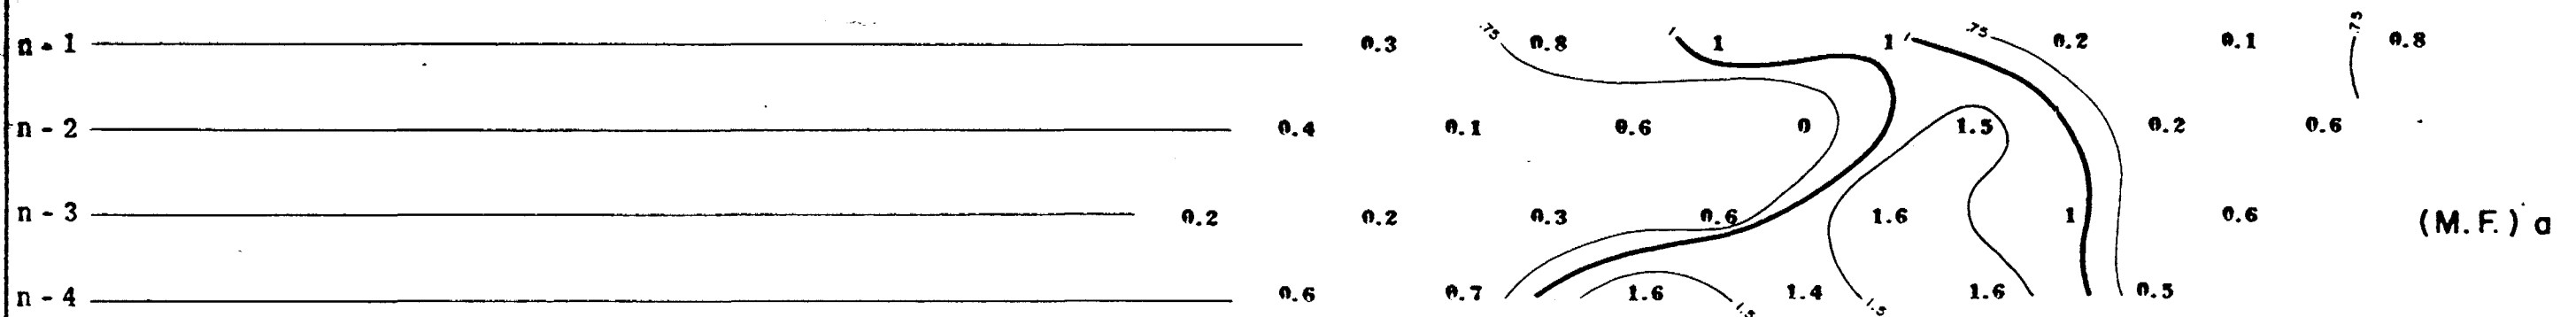 .75 1 1 .75 .75
n - 1 0.3 0.8 1 1 0.2 0.1 0.8
n - 2 0.4 0.1 0.6 0 1.5 0.2 0.6
n - 3 0.2 0.2 0.3 0.6 1.6 1 0.6 (M.F.) a
n - 4 0.6 0.7 1.6 1.4 1.6 0.5
1.5 1.5